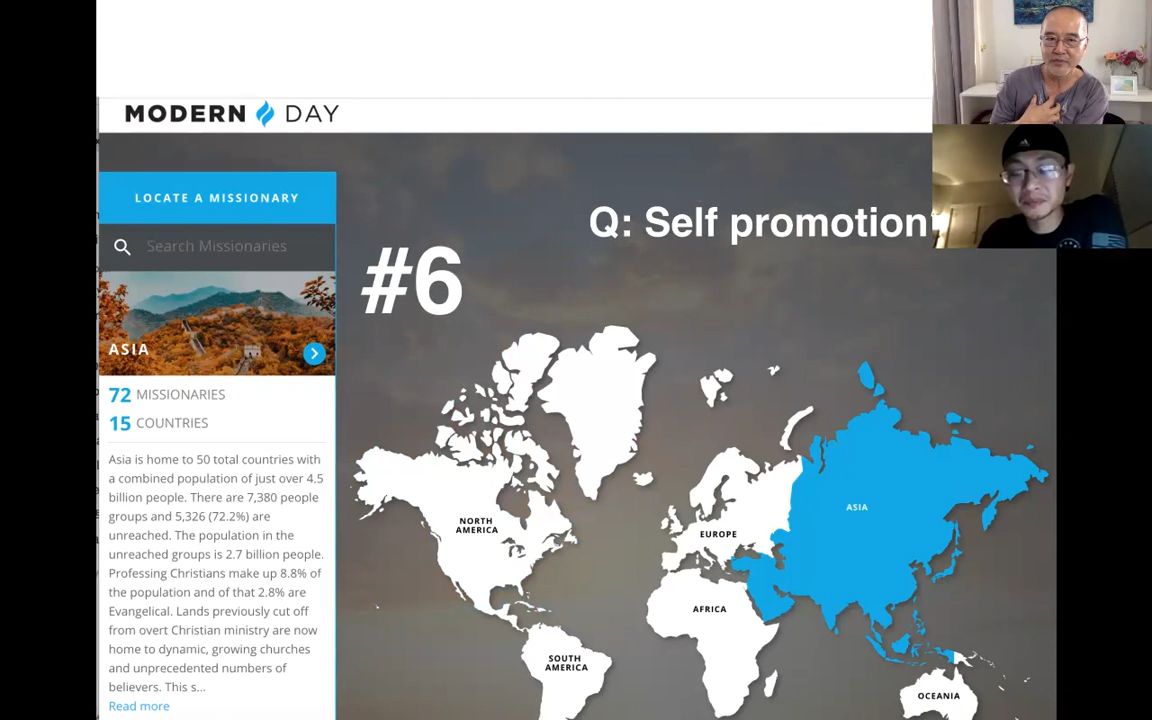 MODERN DAY
LOCATE A MISSIONARY
Search Missionaries
Q: Self promotion
#6
ASIA
72 MISSIONARIES
15 COUNTRIES
Asia is home to 50 total countries with
a combined population of just over 4.5
billion people. There are 7,380 people
groups and 5,326 (72.2%) are
unreached. The population in the
unreached groups is 2.7 billion people.
Professing Christians make up 8.8% of
the population and of that 2.8% are
Evangelical. Lands previously cut off
from overt Christian ministry are now
home to dynamic, growing churches
and unprecedented numbers of
believers. This s...
Read more
NORTH
AMERICA
EUROPE
ASIA
AFRICA
SOUTH
AMERICA
OCEANIA